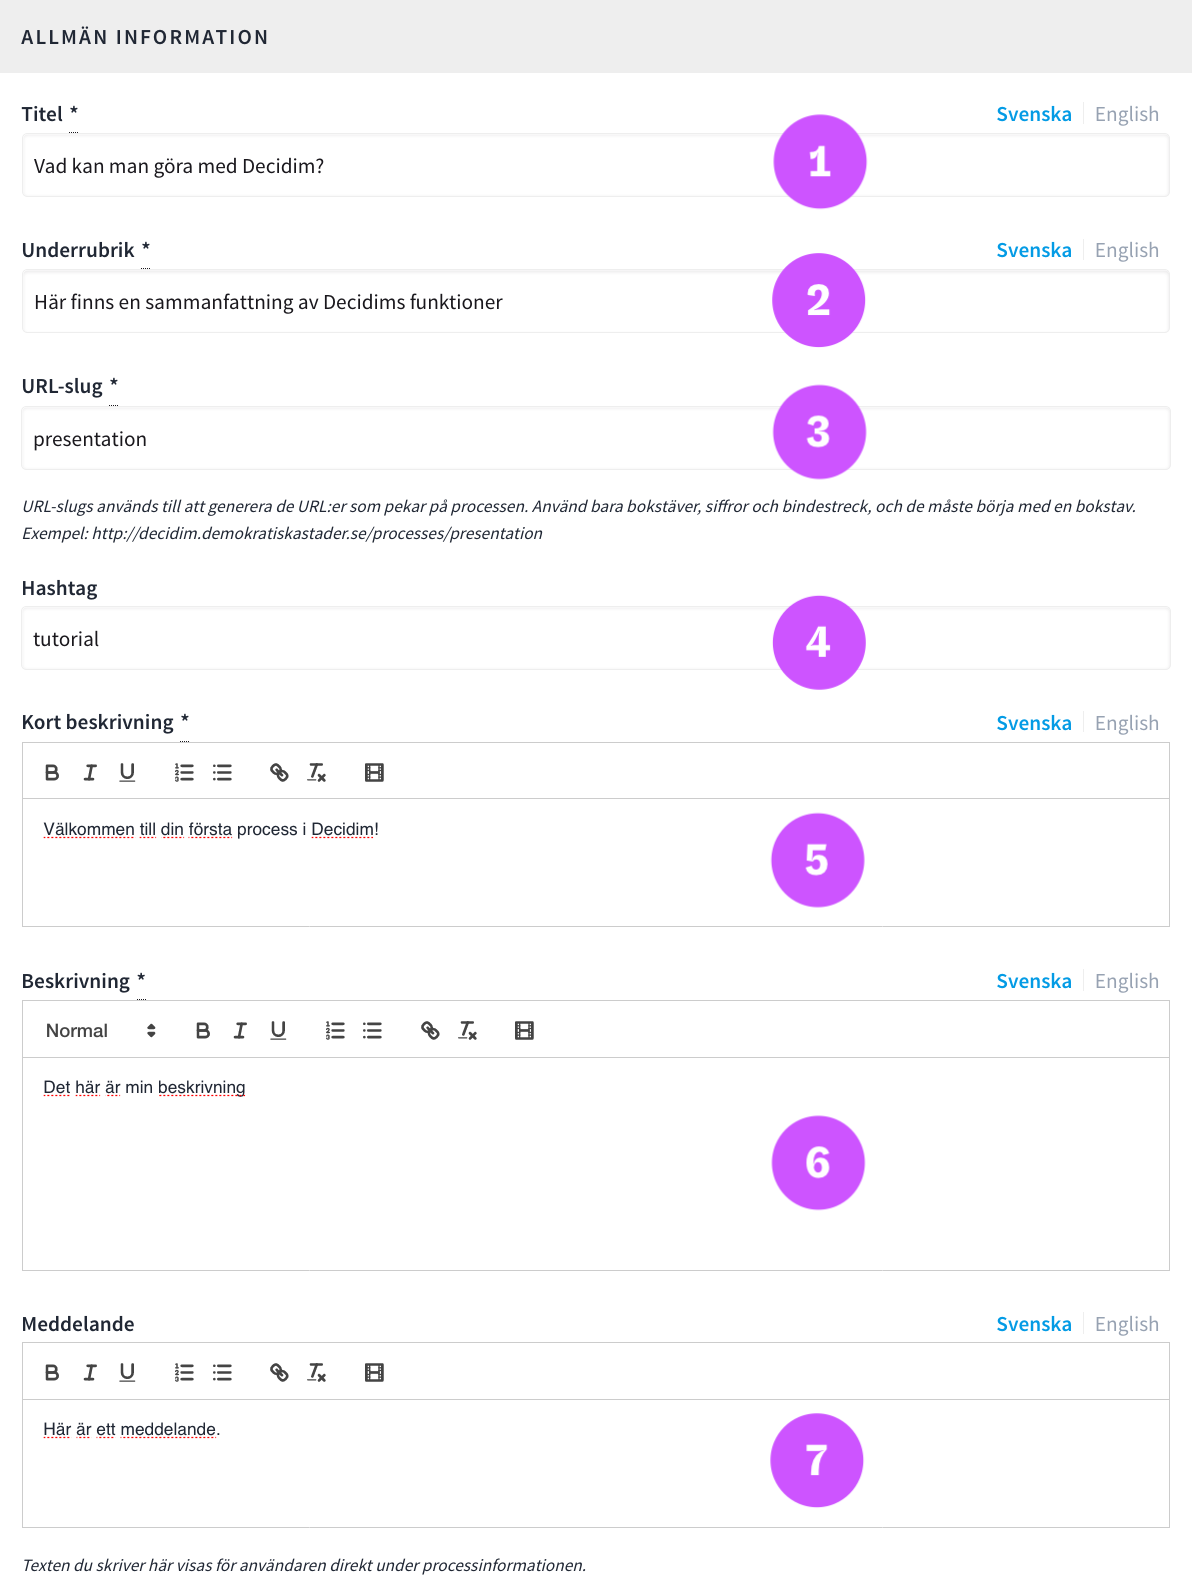 ALLMÄN INFORMATION
Titel *
Svenska English
Vad kan man göra med Decidim?
1
Underrubrik *
Svenska English
Här finns en sammanfattning av Decidims funktioner
2
URL-slug *
presentation
3
URL-slugs används till att generera de URL:er som pekar på processen. Använd bara bokstäver, siffror och bindestreck, och de måste börja med en bokstav.
Exempel: http://decidim.demokratiskastader.se/processes/presentation
Hashtag
tutorial
4
Kort beskrivning *
Svenska English
Välkommen till din första process i Decidim!
5
Beskrivning *
Svenska English
Normal
Det här är min beskrivning
6
Meddelande
Svenska English
Här är ett meddelande.
7
Texten du skriver här visas för användaren direkt under processinformationen.